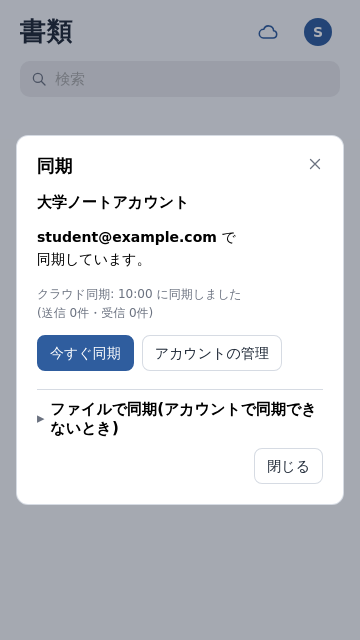 書類
S
検索
同期
大学ノートアカウント
student@example.com で
同期しています。
クラウド同期: 10:00 に同期しました
(送信 0件・受信 0件)
今すぐ同期
アカウントの管理
ファイルで同期(アカウントで同期でき
ないとき)
閉じる